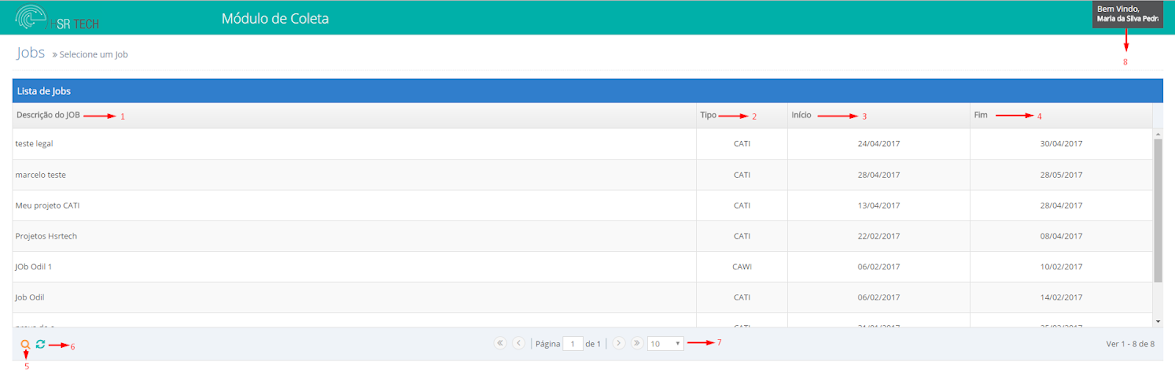 HSR TECH
Módulo de Coleta
Bem Vindo,
Maria da Silva Pedr
8
Jobs » Selecione um job
Lista de Jobs
Descrição do JOB 1 Tipo 2 Início 3 Fim 4
teste legal CATI 24/04/2017 30/04/2017
marcelo teste CATI 28/04/2017 28/05/2017
Meu projeto CATI CATI 13/04/2017 28/04/2017
Projetos Hsrtech CATI 22/02/2017 08/04/2017
JOb Odil 1 CAWI 06/02/2017 10/02/2017
Job Odil CATI 06/02/2017 14/02/2017
6 Página 1 de 1 10 7 Ver 1 - 8 de 8
5